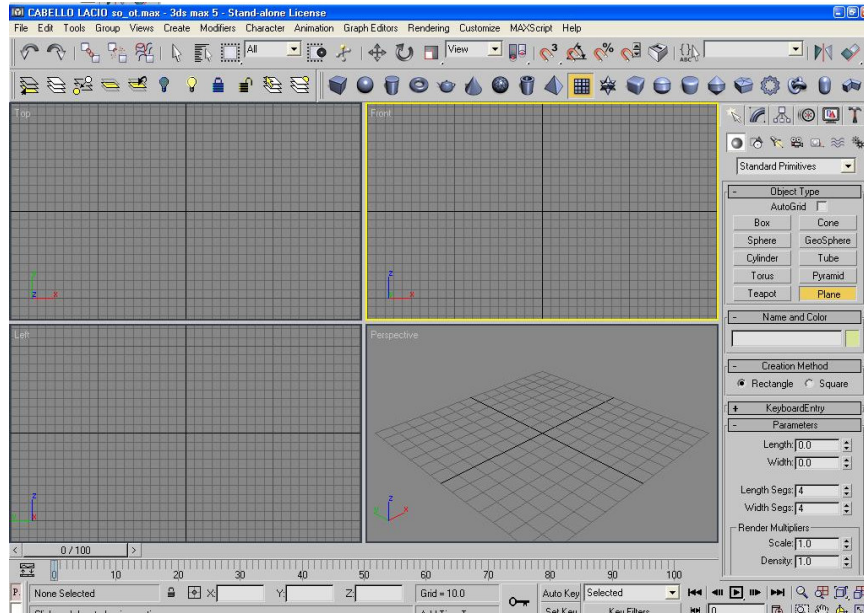 CABELLO LACIO so_ot.max - 3ds max 5 - Stand-alone License
File Edit Tools Group Views Create Modifiers Character Animation Graph Editors Rendering Customize MAXScript Help
All View
Top Front
Standard Primitives
Object Type
AutoGrid
Box Cone
Sphere GeoSphere
Cylinder Tube
Torus Pyramid
Teapot Plane
Name and Color
Left Perspective
Creation Method
Rectangle Square
KeyboardEntry
Parameters
Length: 0.0
Width: 0.0
Length Segs: 4
Width Segs: 4
Render Multipliers
Scale: 1.0
Density: 1.0
0 / 100
0 10 20 30 40 50 60 70 80 90 100
None Selected X: Y: Z: Grid = 10.0 Auto Key Selected
Set Key Key Filters... 0